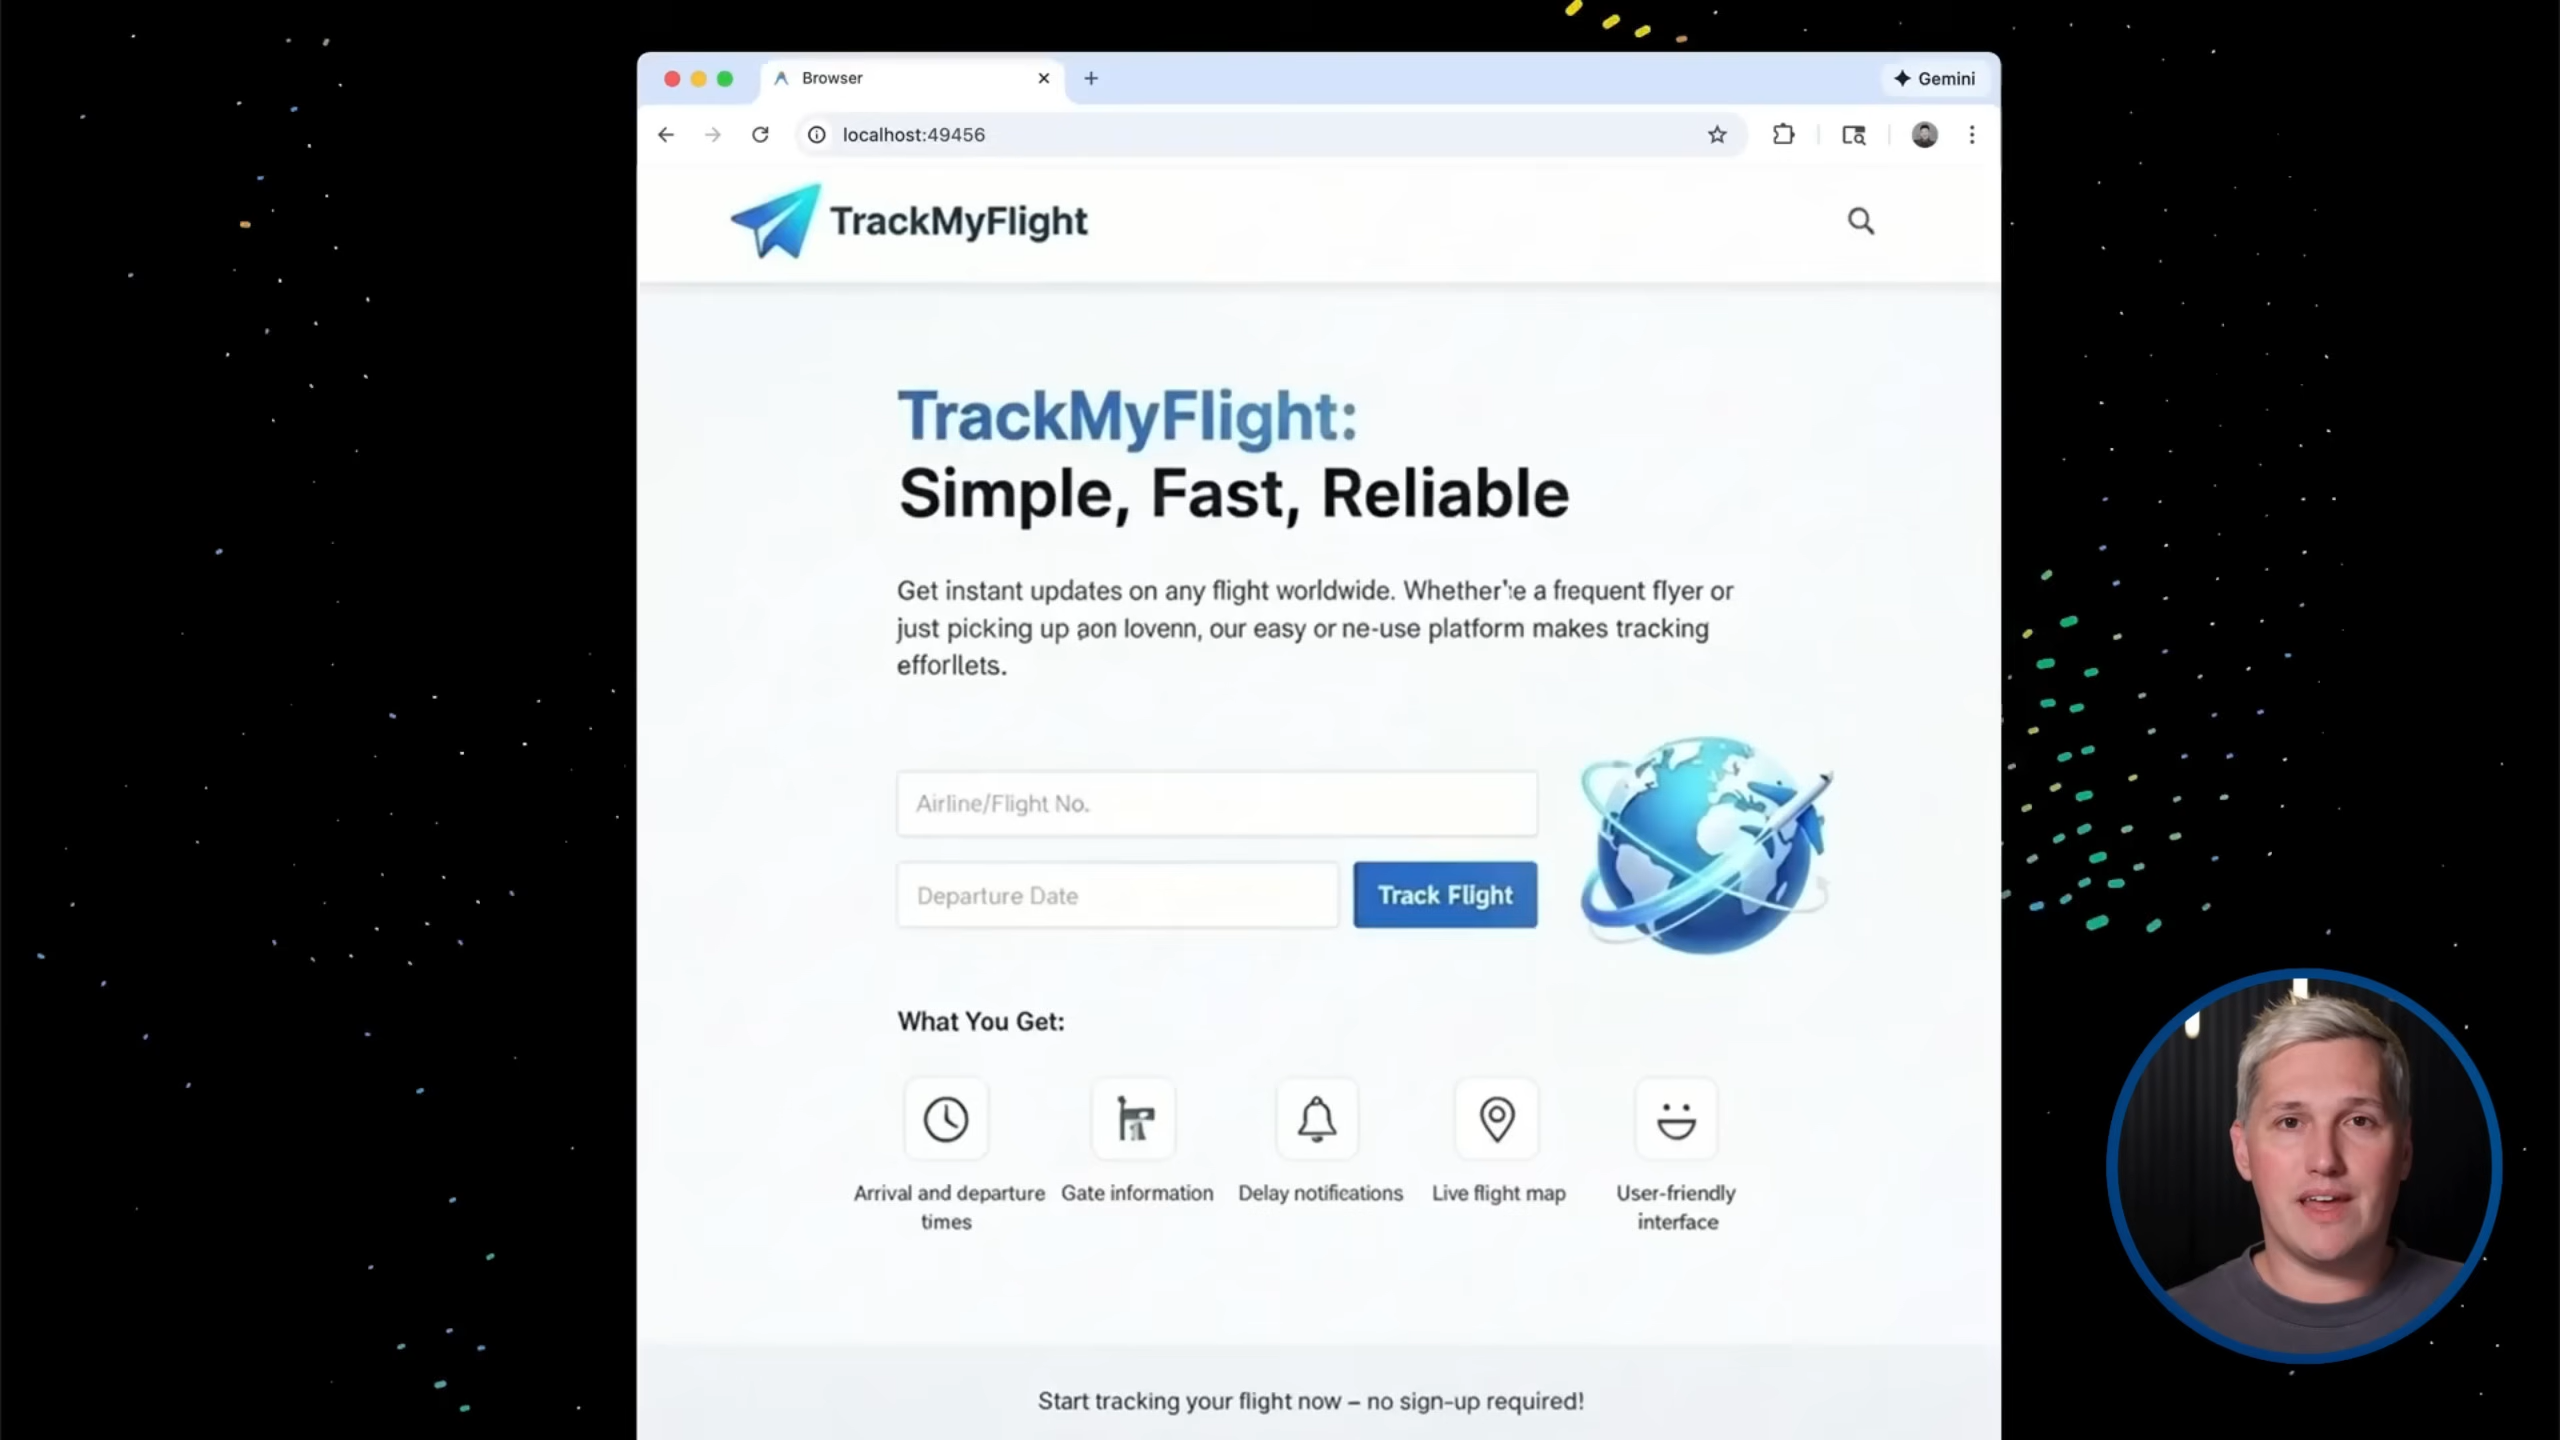 Browser
Gemini
localhost:49456
TrackMyFlight
TrackMyFlight:
Simple, Fast, Reliable
Get instant updates on any flight worldwide. Whether're a frequent flyer or
just picking up aon lovenn, our easy or ne-use platform makes tracking
efforllets.
Airline/Flight No.
Departure Date
Track Flight
What You Get:
Arrival and departure
times
Gate information
Delay notifications
Live flight map
User-friendly
interface
Start tracking your flight now – no sign-up required!